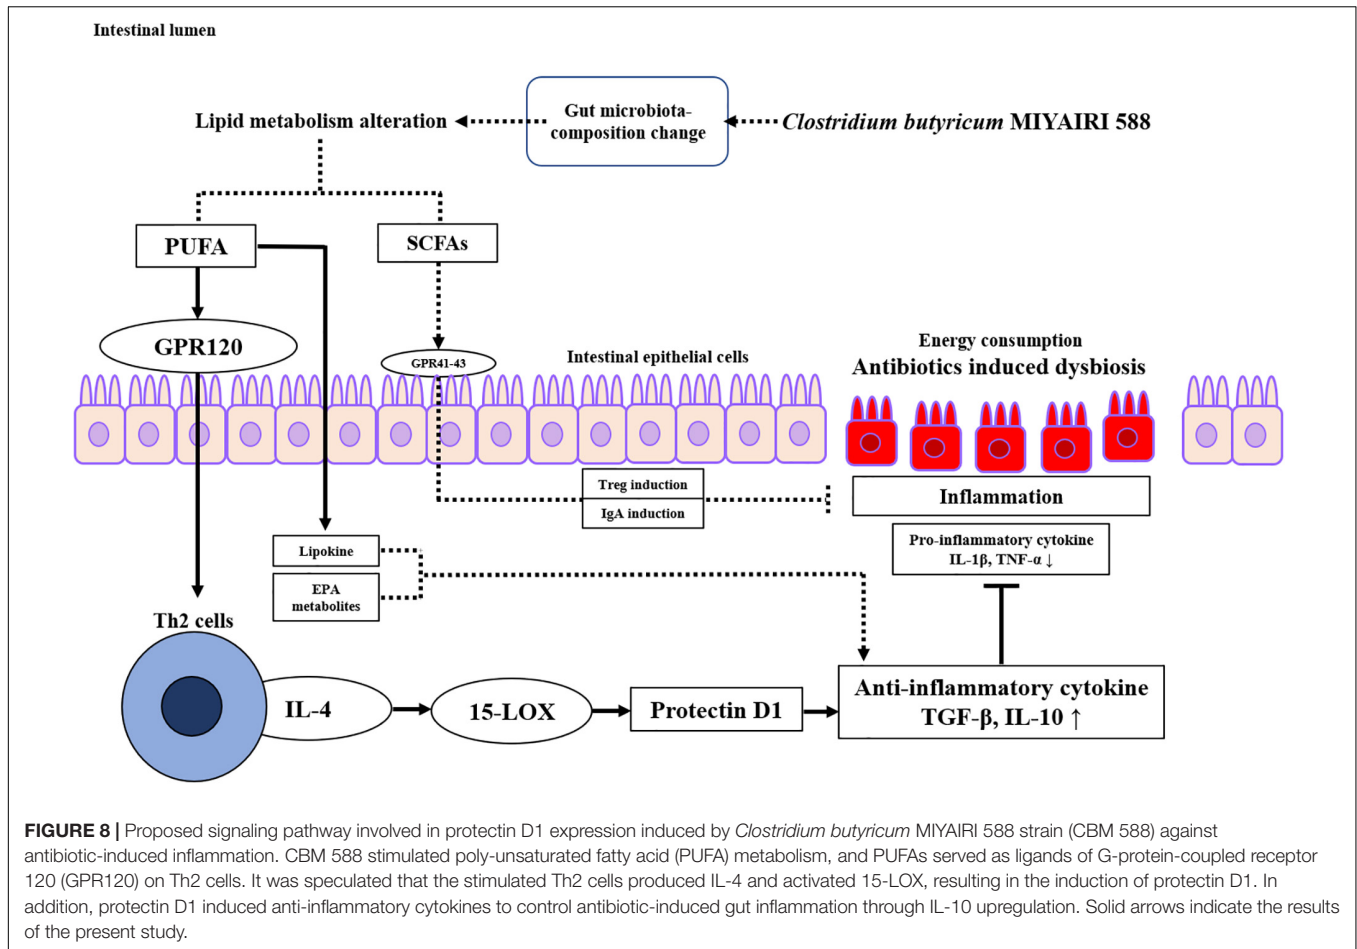 Intestinal lumen
Lipid metabolism alteration
Gut microbiota-
composition change
Clostridium butyricum MIYAIRI 588
PUFA
SCFAs
GPR120
GPR41-43
Intestinal epithelial cells
Energy consumption
Antibiotics induced dysbiosis
Treg induction
IgA induction
Inflammation
Pro-inflammatory cytokine
IL-1β, TNF-α ↓
Lipokine
EPA
metabolites
Th2 cells
IL-4
15-LOX
Protectin D1
Anti-inflammatory cytokine
TGF-β, IL-10 ↑
FIGURE 8 | Proposed signaling pathway involved in protectin D1 expression induced by Clostridium butyricum MIYAIRI 588 strain (CBM 588) against
antibiotic-induced inflammation. CBM 588 stimulated poly-unsaturated fatty acid (PUFA) metabolism, and PUFAs served as ligands of G-protein-coupled receptor
120 (GPR120) on Th2 cells. It was speculated that the stimulated Th2 cells produced IL-4 and activated 15-LOX, resulting in the induction of protectin D1. In
addition, protectin D1 induced anti-inflammatory cytokines to control antibiotic-induced gut inflammation through IL-10 upregulation. Solid arrows indicate the results
of the present study.